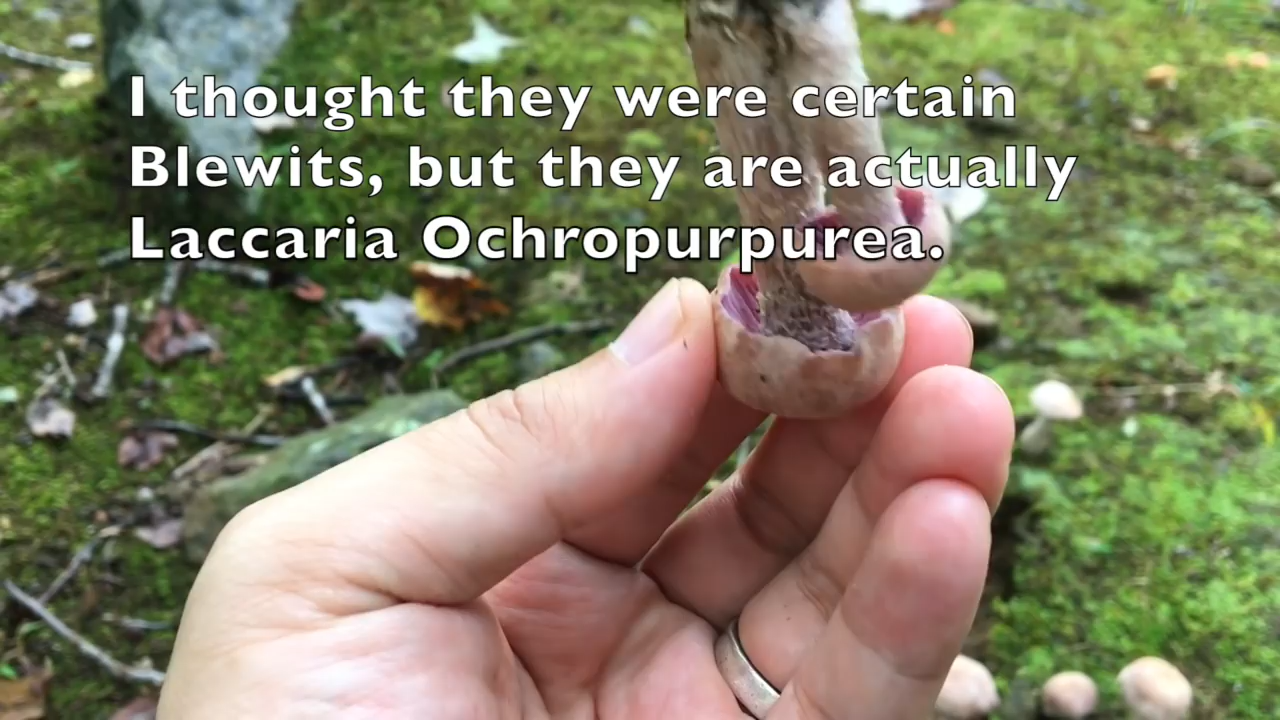 I thought they were certain
Blewits, but they are actually
Laccaria Ochropurpurea.